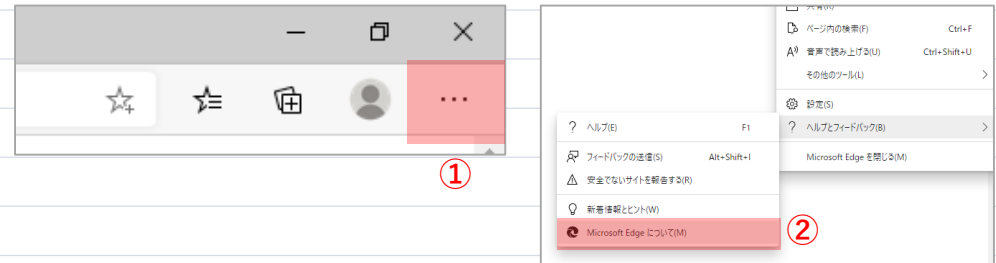 ①
共有(H)
ページ内の検索(F) Ctrl+F
音声で読み上げる(U) Ctrl+Shift+U
その他のツール(L)
設定(S)
ヘルプとフィードバック(B)
Microsoft Edge を閉じる(M)
ヘルプ(E) F1
フィードバックの送信(S) Alt+Shift+I
安全でないサイトを報告する(R)
新着情報とヒント(W)
Microsoft Edge について(M)
②